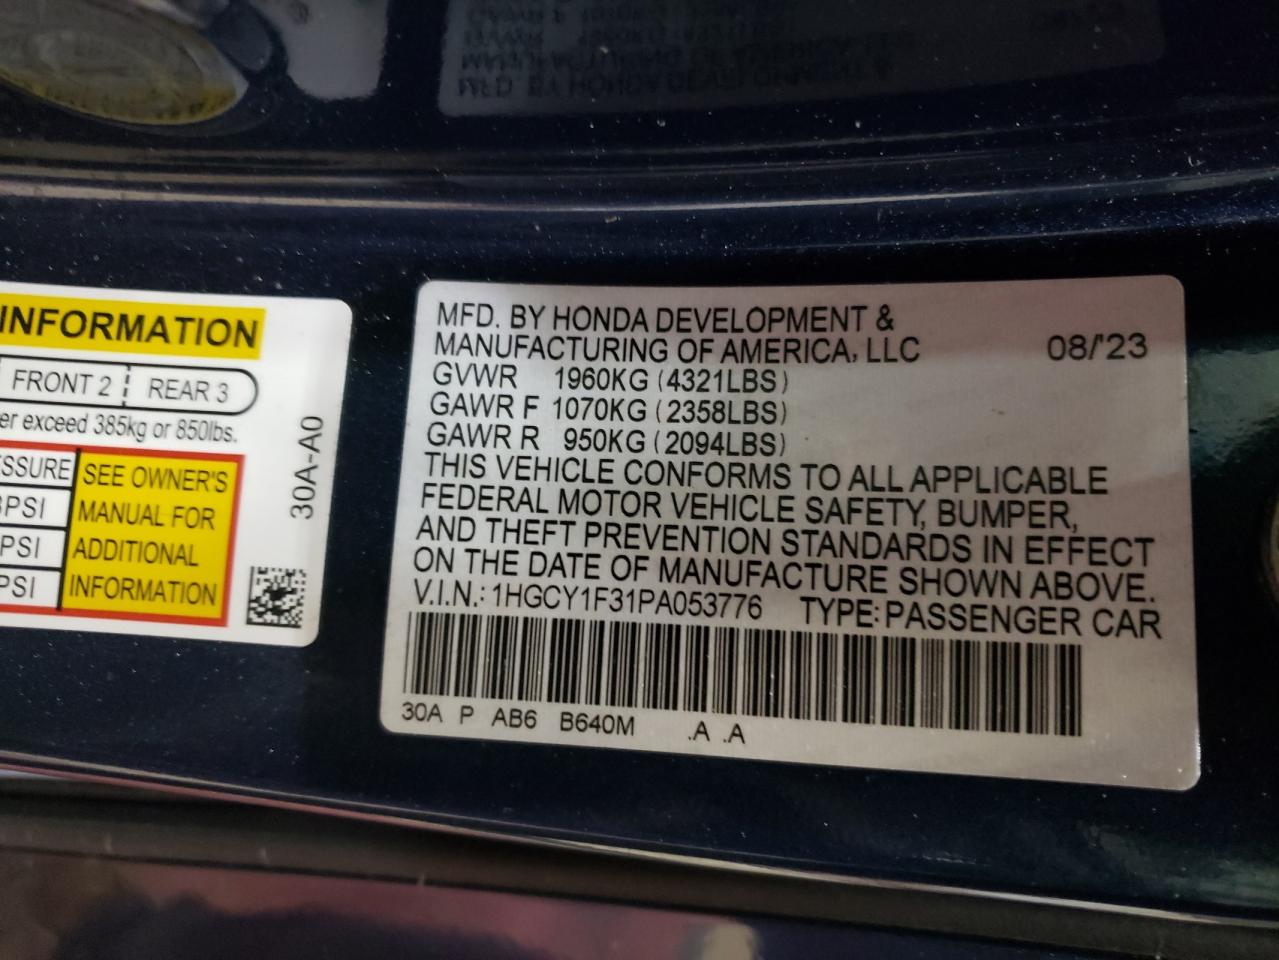 INFORMATION
FRONT 2 REAR 3
er exceed 385kg or 850lbs.
SSURE
PSI
PSI
PSI
SEE OWNER'S
MANUAL FOR
ADDITIONAL
INFORMATION
30A-A0
MFD. BY HONDA DEVELOPMENT &
MANUFACTURING OF AMERICA, LLC 08/'23
GVWR 1960KG (4321LBS)
GAWR F 1070KG (2358LBS)
GAWR R 950KG (2094LBS)
THIS VEHICLE CONFORMS TO ALL APPLICABLE
FEDERAL MOTOR VEHICLE SAFETY, BUMPER,
AND THEFT PREVENTION STANDARDS IN EFFECT
ON THE DATE OF MANUFACTURE SHOWN ABOVE.
V.I.N.: 1HGCY1F31PA053776 TYPE: PASSENGER CAR
30A P AB6 B640M .A .A